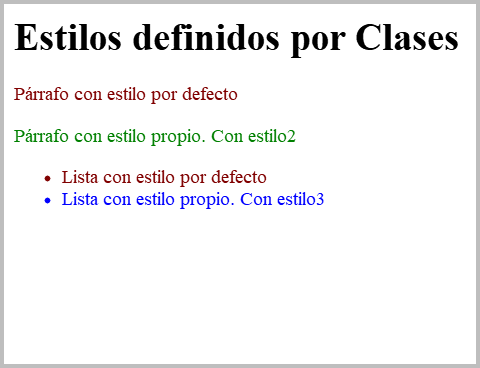 Estilos definidos por Clases
Párrafo con estilo por defecto
Párrafo con estilo propio. Con estilo2
Lista con estilo por defecto
Lista con estilo propio. Con estilo3